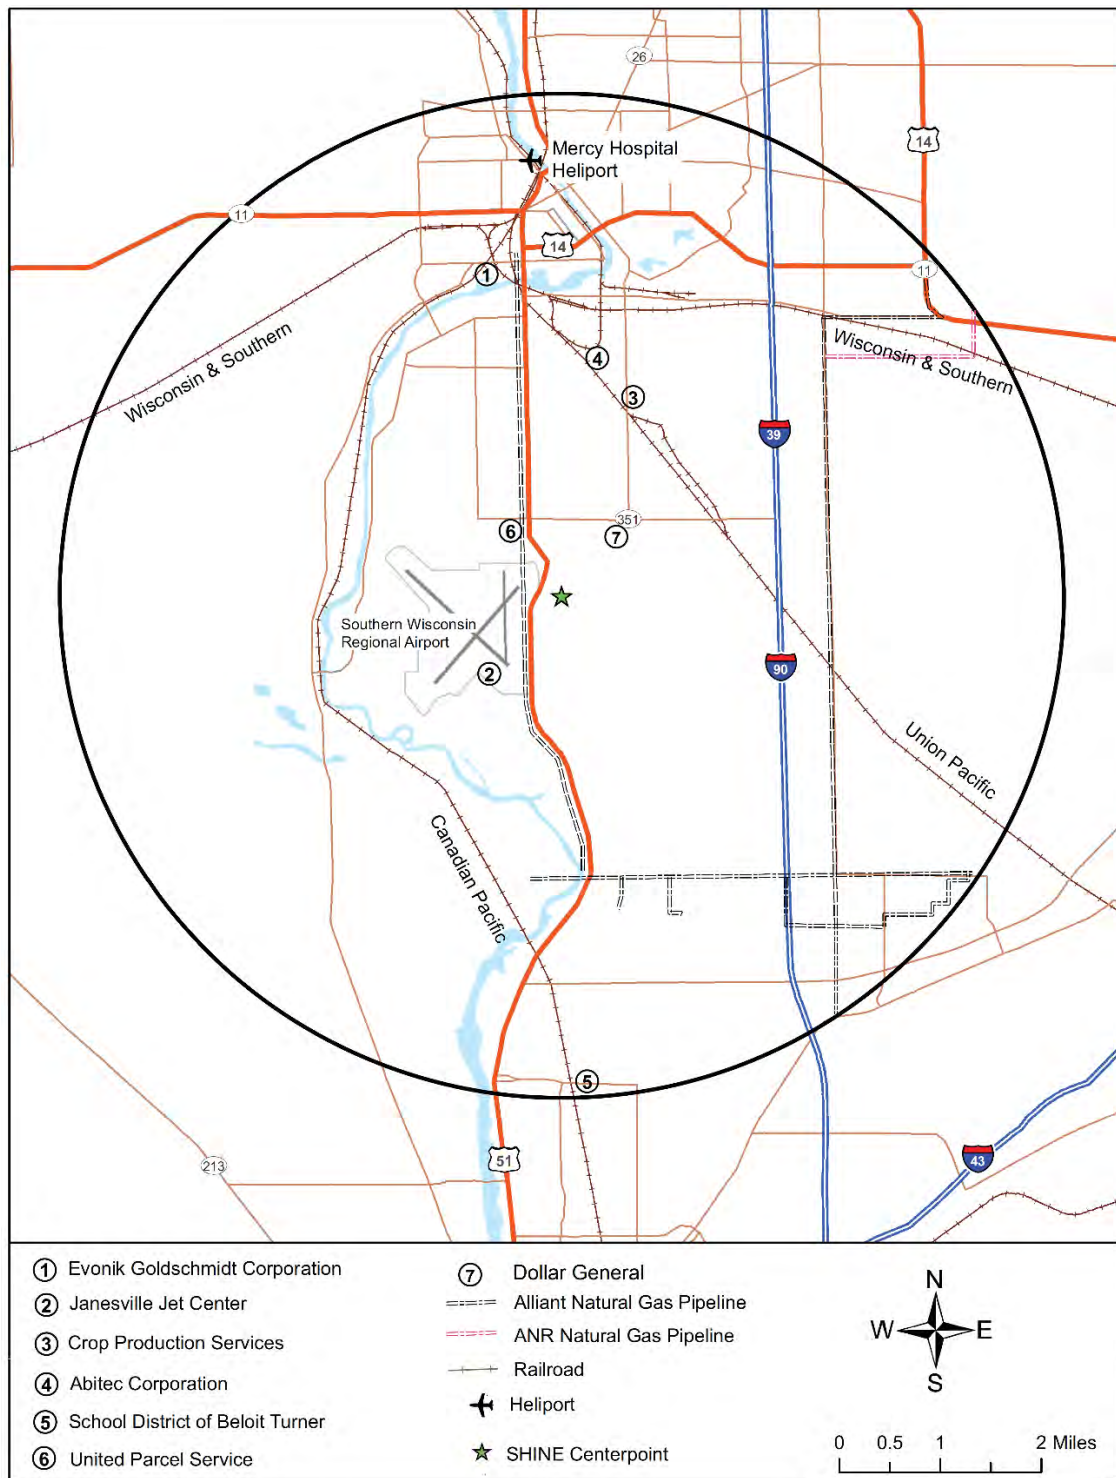 26
Mercy Hospital
Heliport
14
11
14
11
1
Wisconsin & Southern
Wisconsin & Southern
4
3
39
351
6
7
Southern Wisconsin
Regional Airport
2
90
Union Pacific
Canadian Pacific
5
51
43
213
1 Evonik Goldschmidt Corporation
2 Janesville Jet Center
3 Crop Production Services
4 Abitec Corporation
5 School District of Beloit Turner
6 United Parcel Service
7 Dollar General
Alliant Natural Gas Pipeline
ANR Natural Gas Pipeline
Railroad
Heliport
SHINE Centerpoint
N
W E
S
0 0.5 1 2 Miles